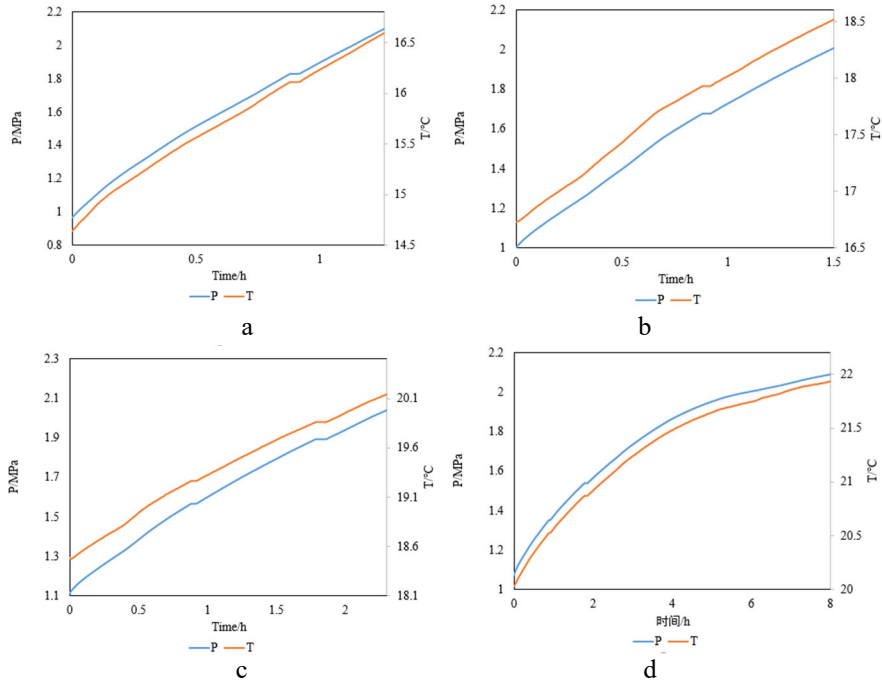 2.2
2
1.8
1.6
1.4
1.2
1
0.8
P/MPa
16.5
16
15.5
15
14.5
T/℃
0 0.5 1
Time/h
P T
a
2.2
2
1.8
1.6
1.4
1.2
1
P/MPa
18.5
18
17.5
17
16.5
T/℃
0 0.5 1 1.5
Time/h
P T
b
2.3
2.1
1.9
1.7
1.5
1.3
1.1
P/MPa
20.1
19.6
19.1
18.6
18.1
T/℃
0 0.5 1 1.5 2
Time/h
P T
c
2.2
2
1.8
1.6
1.4
1.2
1
P/MPa
22
21.5
21
20.5
20
T/℃
0 2 4 6 8
时间/h
P T
d